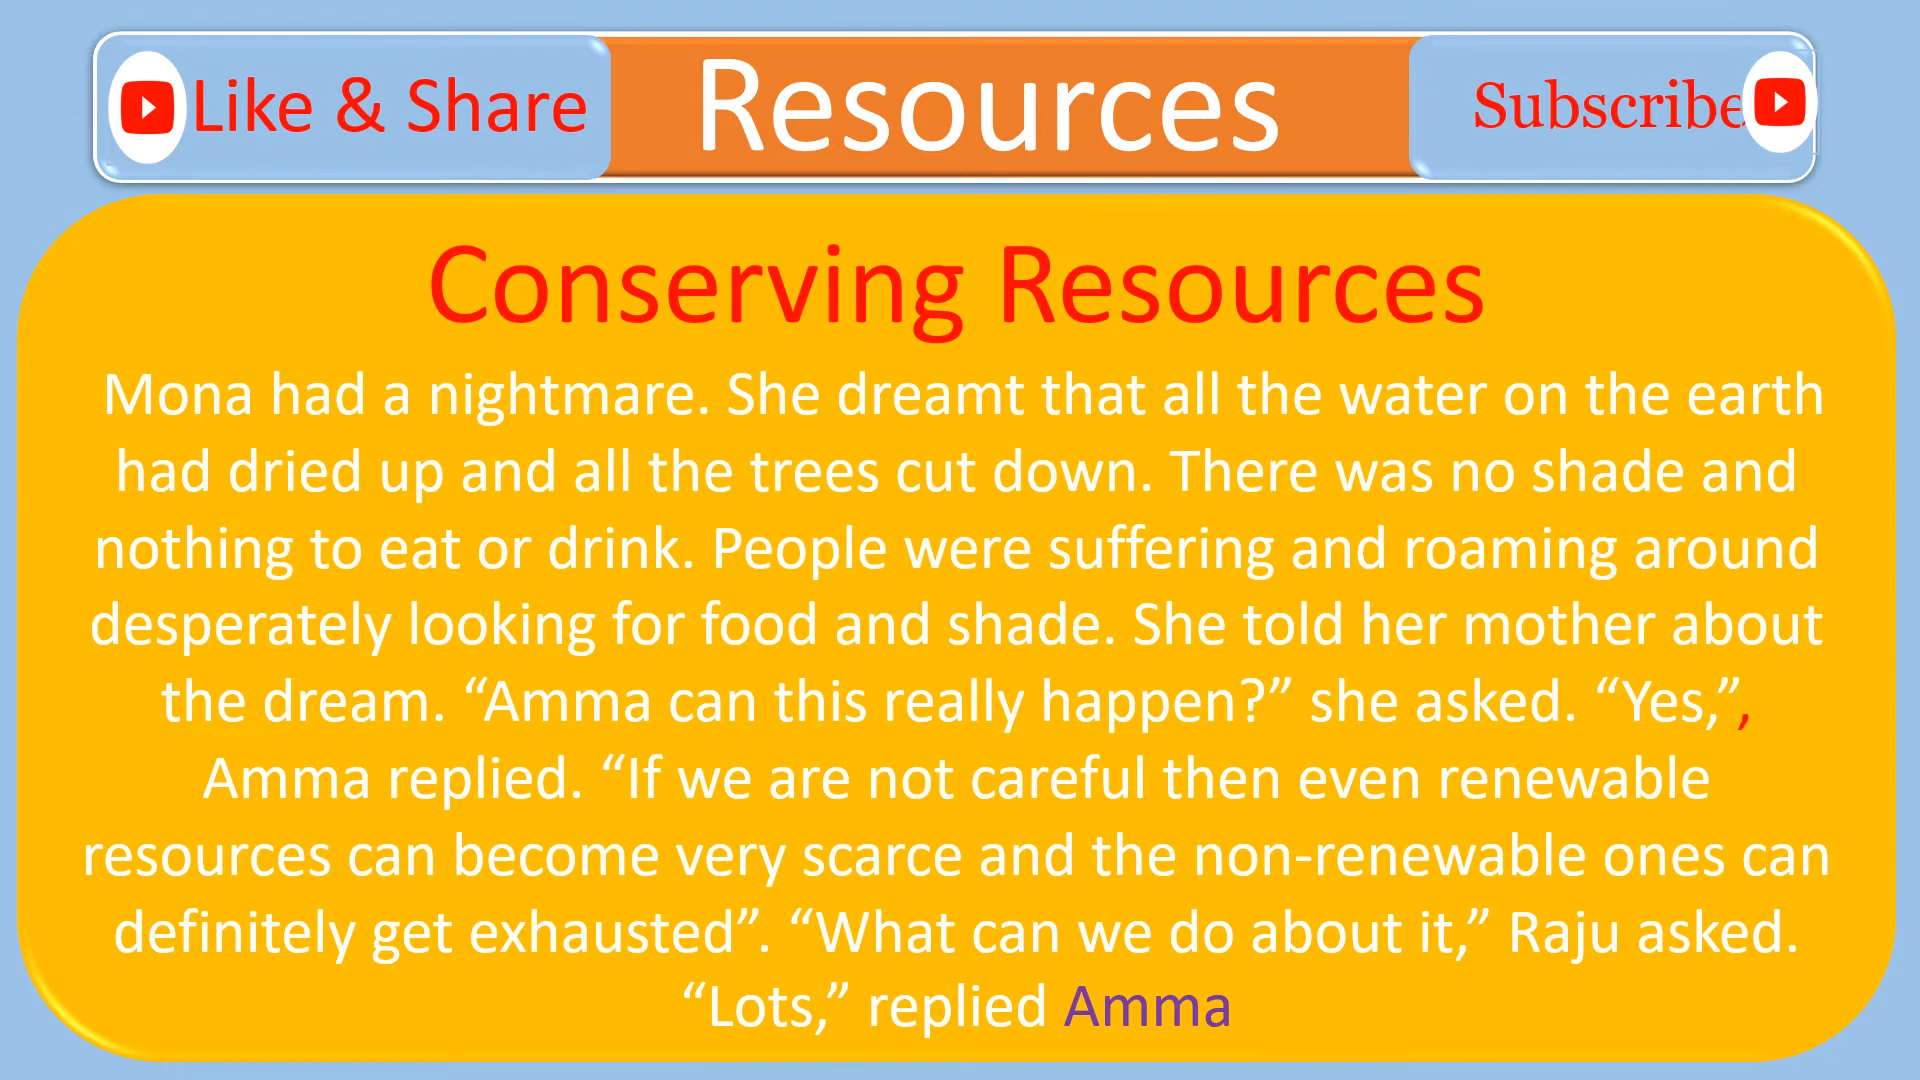 Like & Share
Resources
Subscribe
Conserving Resources
Mona had a nightmare. She dreamt that all the water on the earth
had dried up and all the trees cut down. There was no shade and
nothing to eat or drink. People were suffering and roaming around
desperately looking for food and shade. She told her mother about
the dream. “Amma can this really happen?” she asked. “Yes,”,
Amma replied. “If we are not careful then even renewable
resources can become very scarce and the non-renewable ones can
definitely get exhausted”. “What can we do about it,” Raju asked.
“Lots,” replied Amma